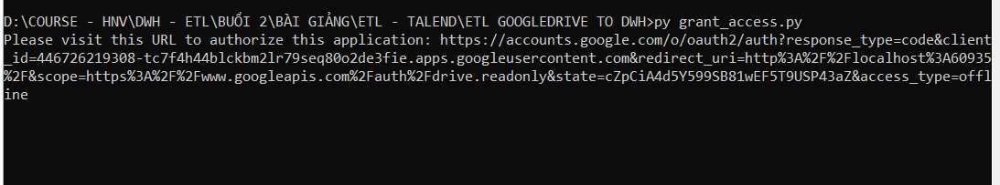 D:\COURSE - HNV\DWH - ETL\BUỔI 2\BÀI GIẢNG\ETL - TALEND\ETL GOOGLEDRIVE TO DWH>py grant_access.py
Please visit this URL to authorize this application: https://accounts.google.com/o/oauth2/auth?response_type=code&client
_id=446726219308-tc7f4h44blckbm2lr79seq80o2de3fie.apps.googleusercontent.com&redirect_uri=http%3A%2F%2Flocalhost%3A60935
%2F&scope=https%3A%2F%2Fwww.googleapis.com%2Fauth%2Fdrive.readonly&state=cZpCiA4d5Y599SB81wEF5T9USP43aZ&access_type=offl
ine